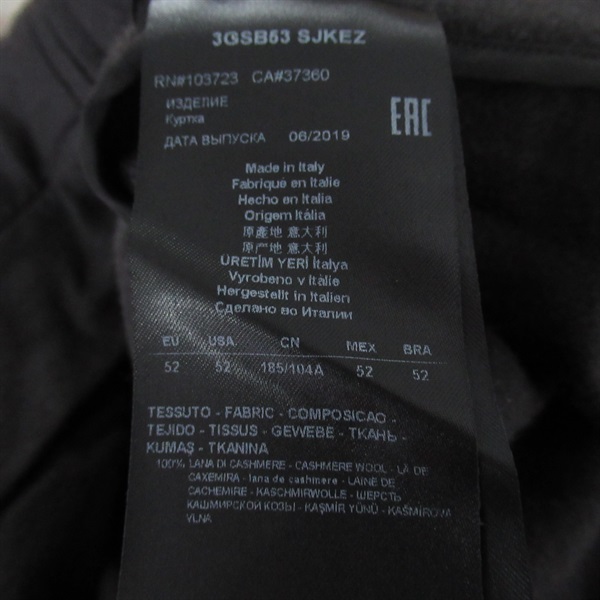 3GSB53 SJKEZ
RN#103723 CA#37360
ИЗДЕЛИЕ
Куртка
ДАТА ВЫПУСКА 06/2019
EAC
Made in Italy
Fabriqué en Italie
Hecho en Italia
Origem Itália
原產地 意大利
原产地 意大利
ÜRETİM YERİ İtalya
Vyrobeno v Itálie
Hergestellt in Italien
Сделано во Италии
EU USA CN MEX BRA
52 52 185/104A 52 52
TESSUTO - FABRIC - COMPOSICAO -
TEJIDO - TISSUS - GEWEBE - ТКАНЬ -
KUMAŞ - TKANINA
100% LANA DI CASHMERE - CASHMERE WOOL - LÃ DE
CAXEMIRA - lana de cashmere - LAINE DE
CACHEMIRE - KASCHMIRWOLLE - ШЕРСТЬ
КАШМИРСКОЙ КОЗЫ - KAŞMİR YÜNÜ - KAŠMÍROVÁ
VLNA